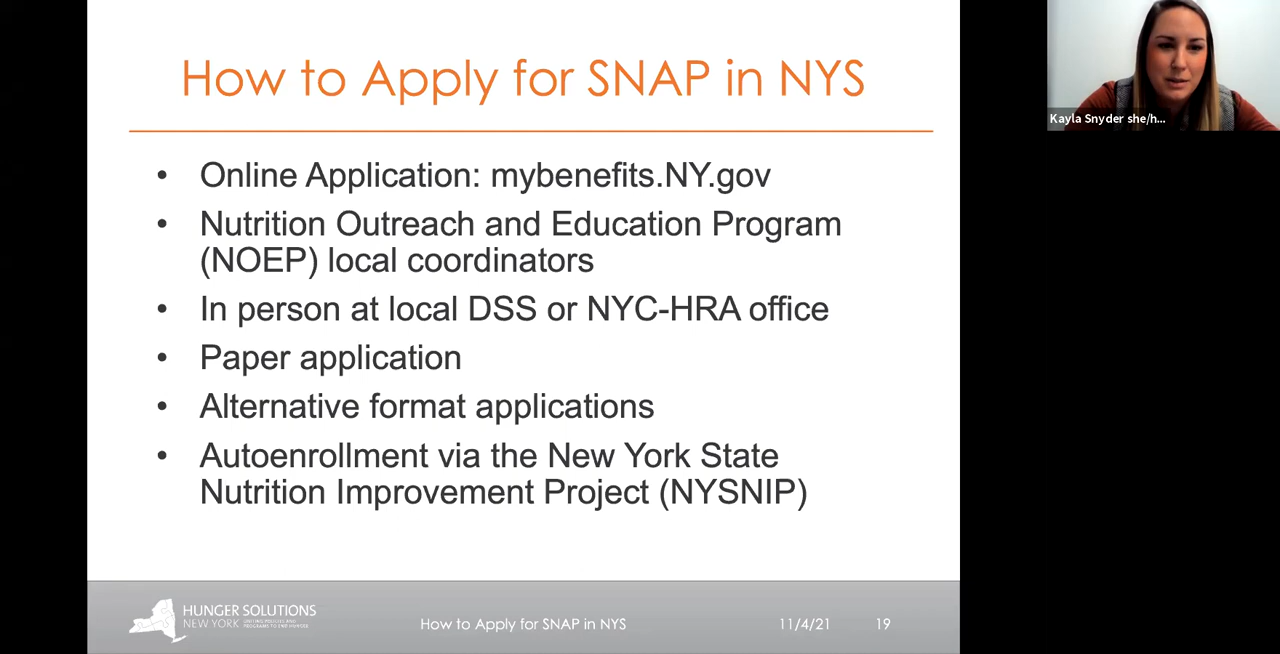 How to Apply for SNAP in NYS
• Online Application: mybenefits.NY.gov
• Nutrition Outreach and Education Program
(NOEP) local coordinators
• In person at local DSS or NYC-HRA office
• Paper application
• Alternative format applications
• Autoenrollment via the New York State
Nutrition Improvement Project (NYSNIP)
HUNGER SOLUTIONS
NEW YORK
How to Apply for SNAP in NYS
11/4/21
19
Kayla Snyder she/h...